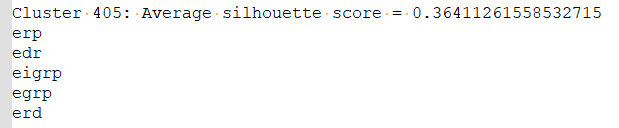 Cluster 405: Average silhouette score = 0.36411261558532715
erp
edr
eigrp
egrp
erd